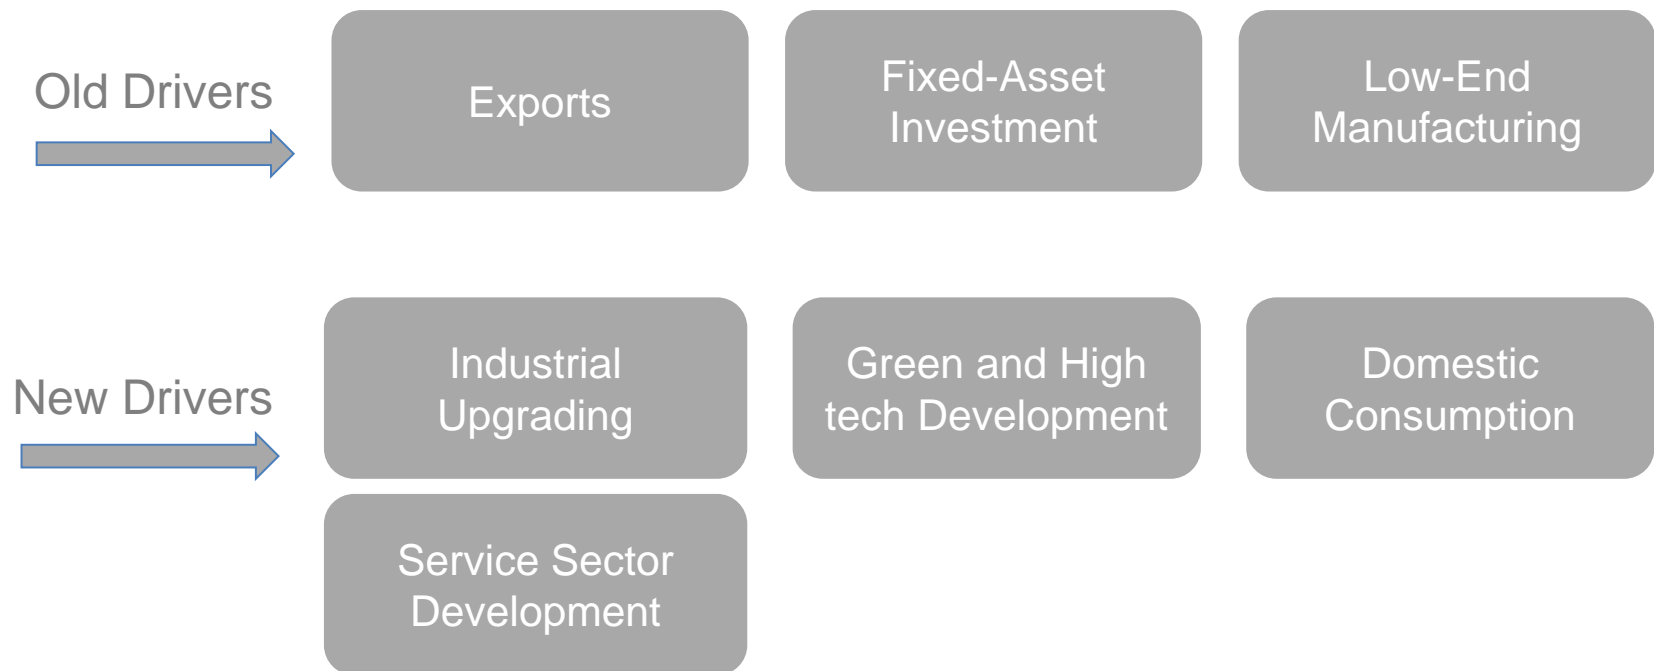 Old Drivers
Exports
Fixed-Asset
Investment
Low-End
Manufacturing
New Drivers
Industrial
Upgrading
Green and High
tech Development
Domestic
Consumption
Service Sector
Development